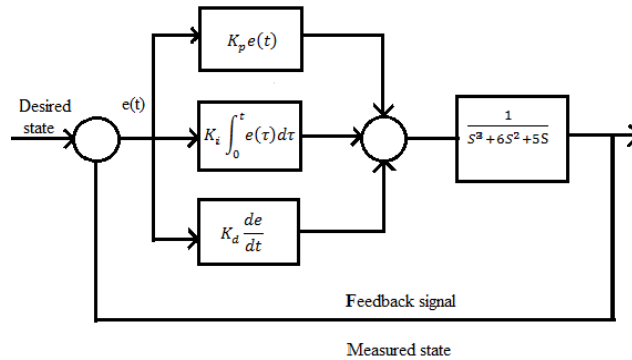 K_p e(t)
Desired
state
e(t)
K_i ∫_0^t e(τ)dτ
1
S³+6S²+5S
K_d de
dt
Feedback signal
Measured state